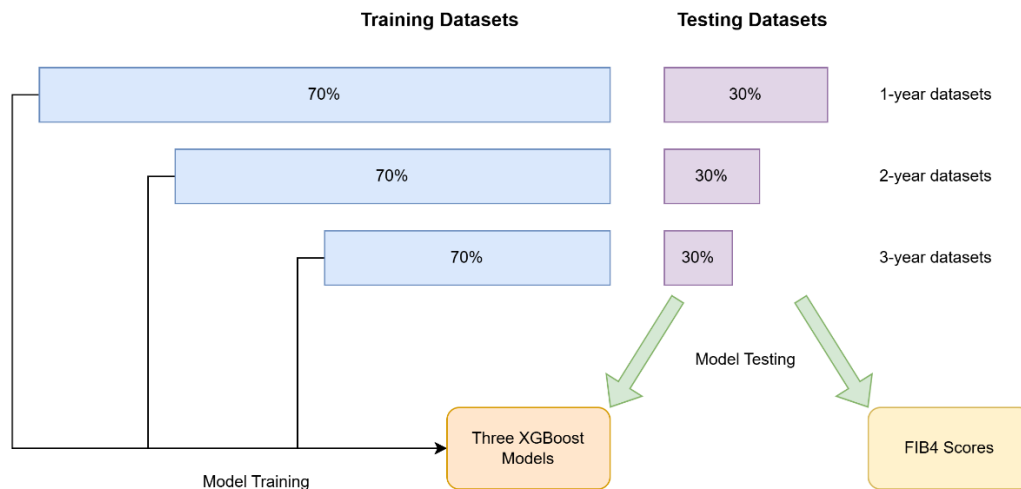 Training Datasets
Testing Datasets
70%
30%
1-year datasets
70%
30%
2-year datasets
70%
30%
3-year datasets
Model Testing
Three XGBoost
Models
FIB4 Scores
Model Training